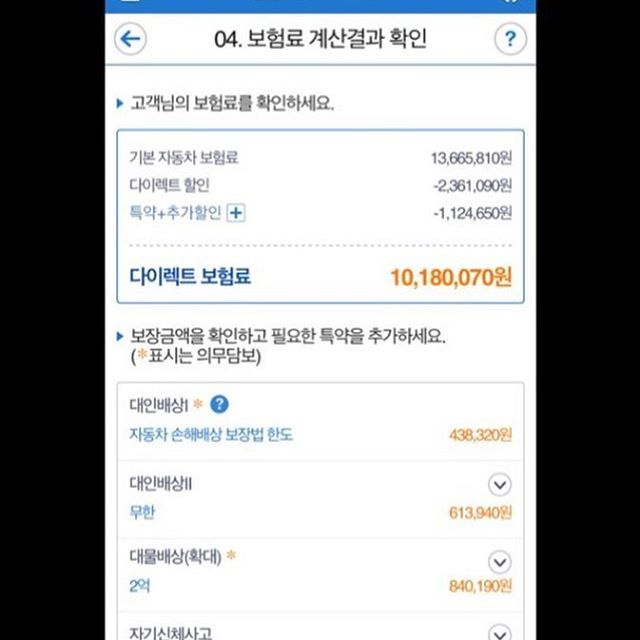 04. 보험료 계산결과 확인
?
고객님의 보험료를 확인하세요.
기본 자동차 보험료 13,665,810원
다이렉트 할인 -2,361,090원
특약+추가할인 + -1,124,650원
다이렉트 보험료 10,180,070원
보장금액을 확인하고 필요한 특약을 추가하세요.
(*표시는 의무담보)
대인배상I * ?
자동차 손해배상 보장법 한도 438,320원
대인배상II
무한 613,940원
대물배상(확대) *
2억 840,190원
자기신체사고